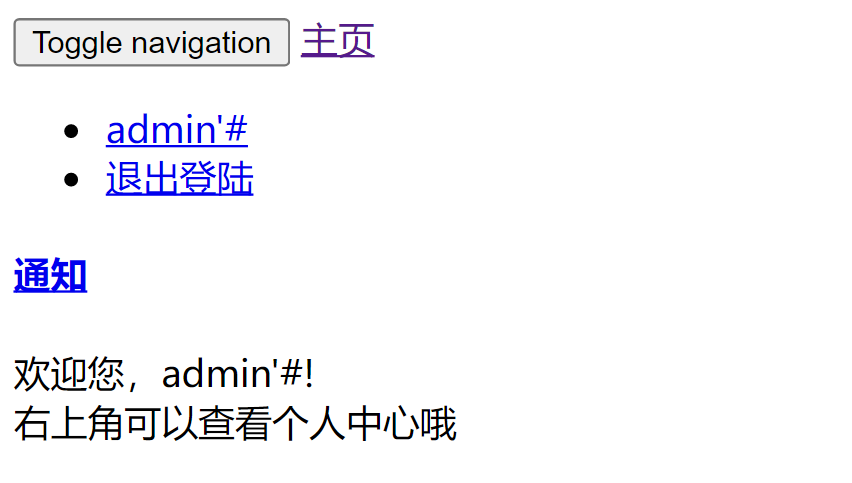 Toggle navigation 主页
admin'#
退出登陆
通知
欢迎您，admin'#!
右上角可以查看个人中心哦